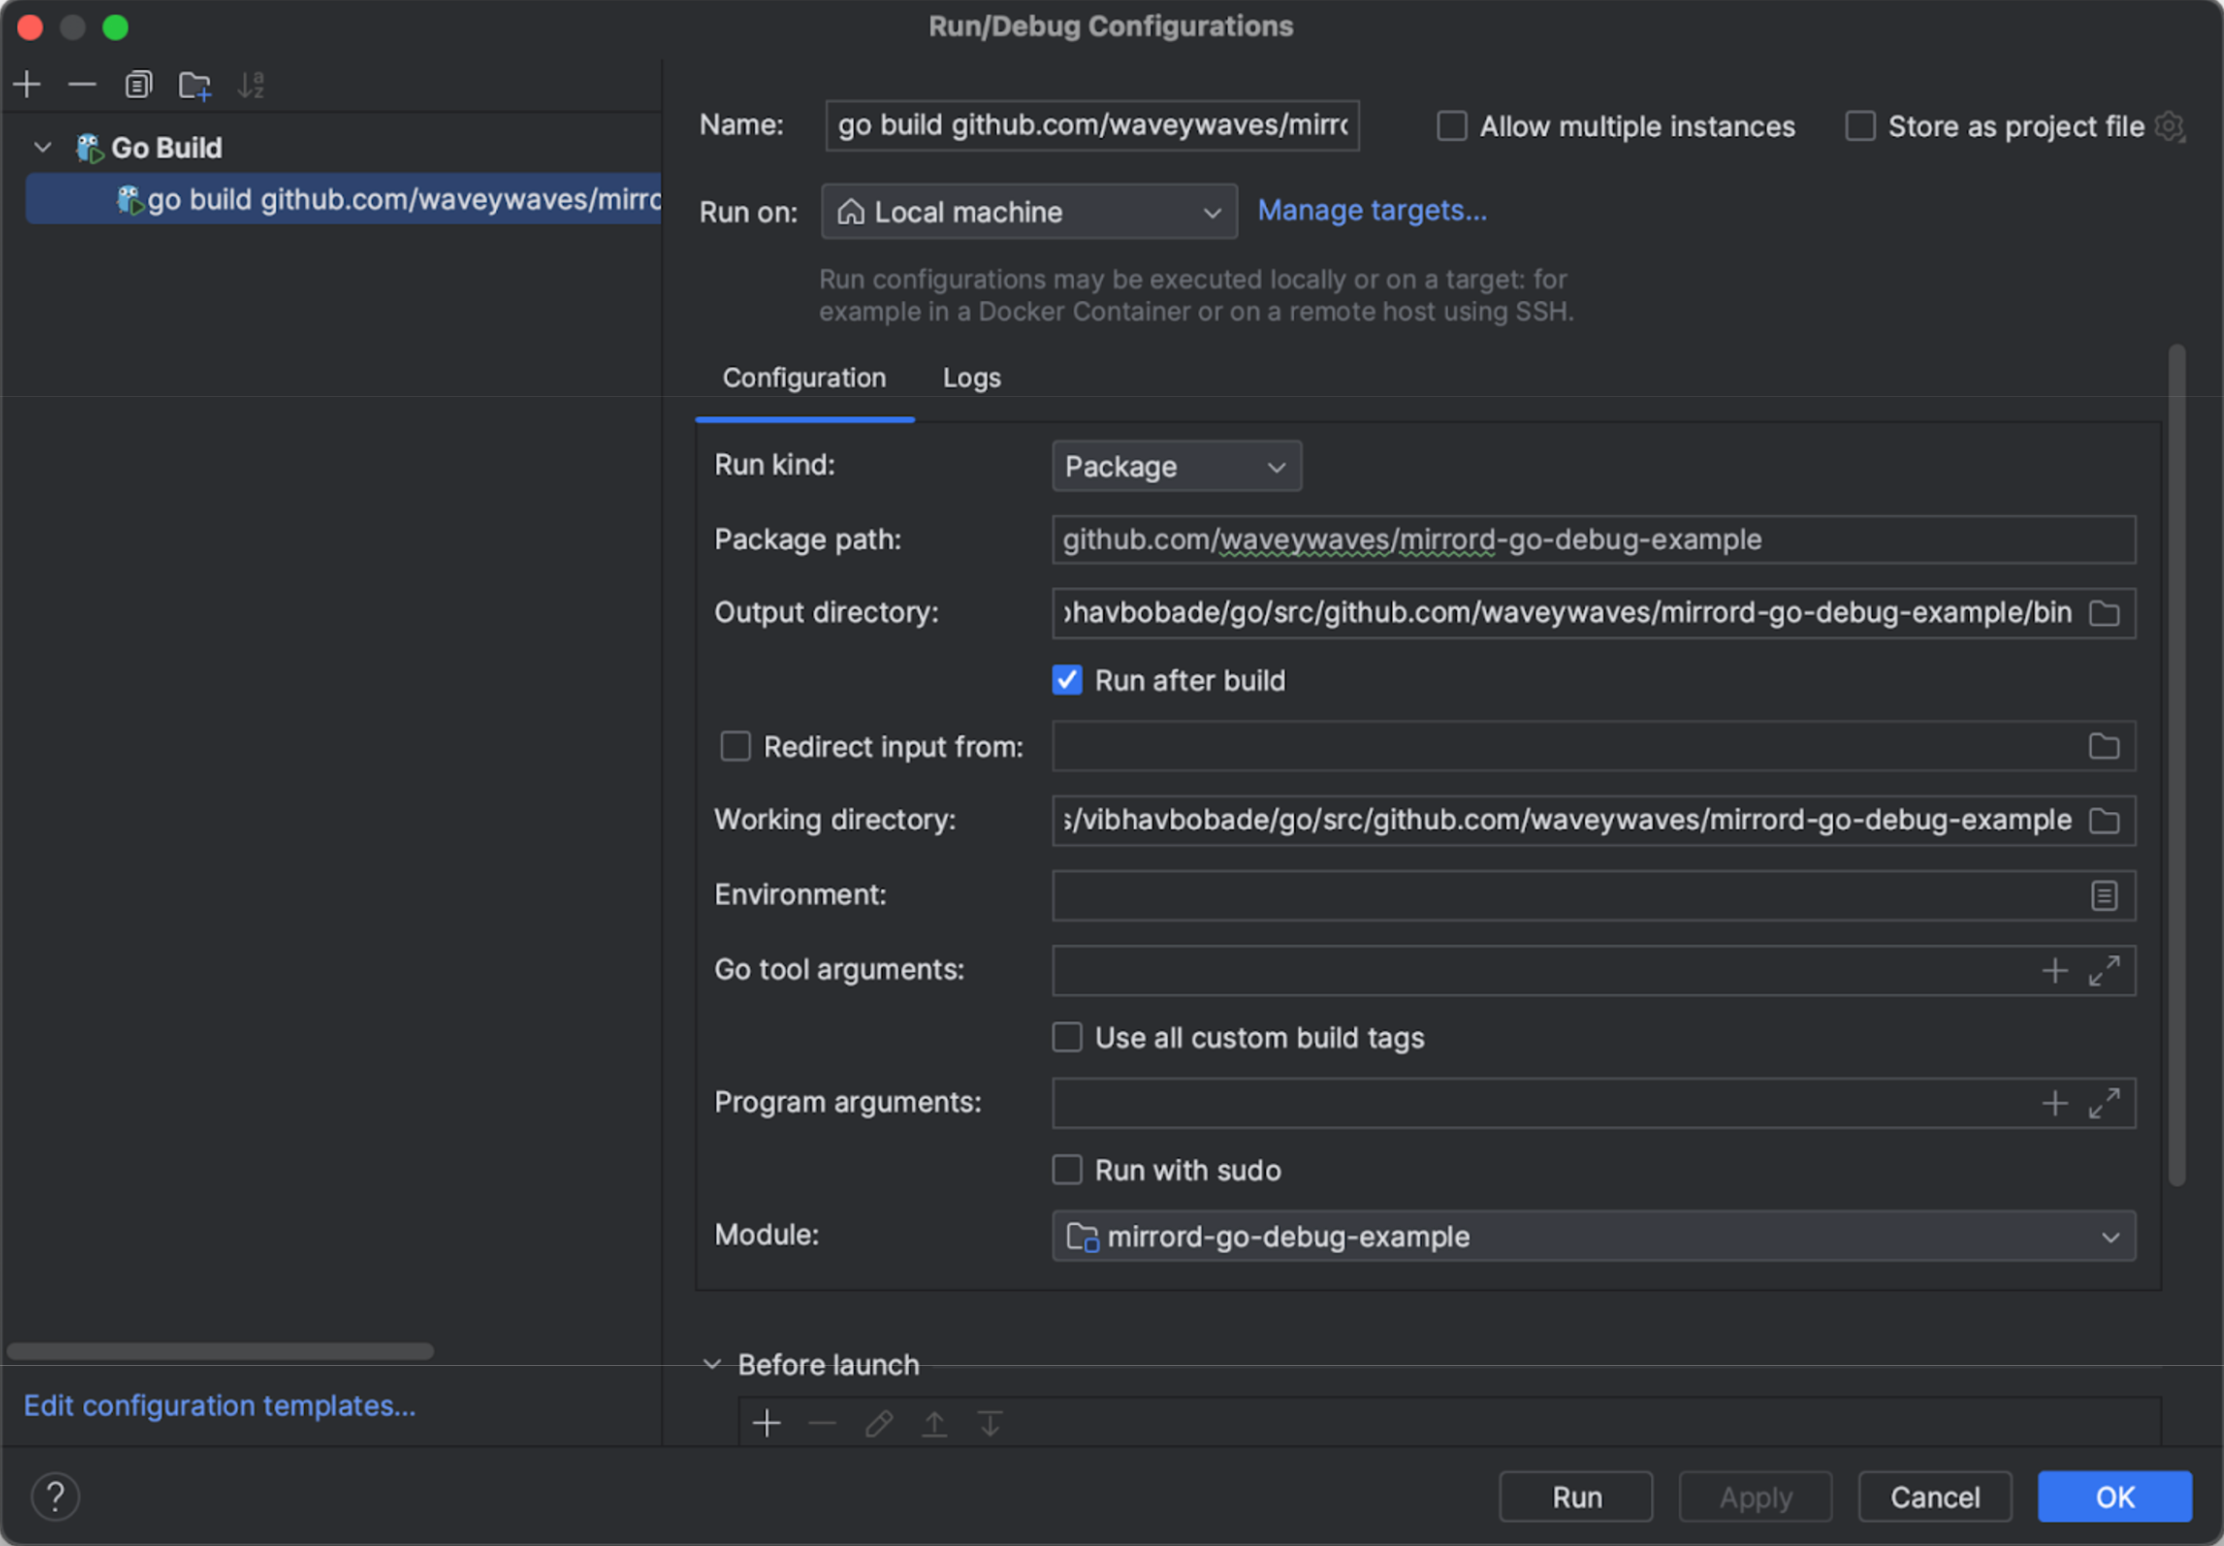 Run/Debug Configurations
Go Build
go build github.com/waveywaves/mirro
Name: go build github.com/waveywaves/mirr
Allow multiple instances
Store as project file
Run on: Local machine
Manage targets...
Run configurations may be executed locally or on a target: for
example in a Docker Container or on a remote host using SSH.
Configuration
Logs
Run kind: Package
Package path: github.com/waveywaves/mirrord-go-debug-example
Output directory: havbobade/go/src/github.com/waveywaves/mirrord-go-debug-example/bin
Run after build
Redirect input from:
Working directory: s/vibhavbobade/go/src/github.com/waveywaves/mirrord-go-debug-example
Environment:
Go tool arguments:
Use all custom build tags
Program arguments:
Run with sudo
Module: mirrord-go-debug-example
Before launch
Edit configuration templates...
?
Run
Apply
Cancel
OK